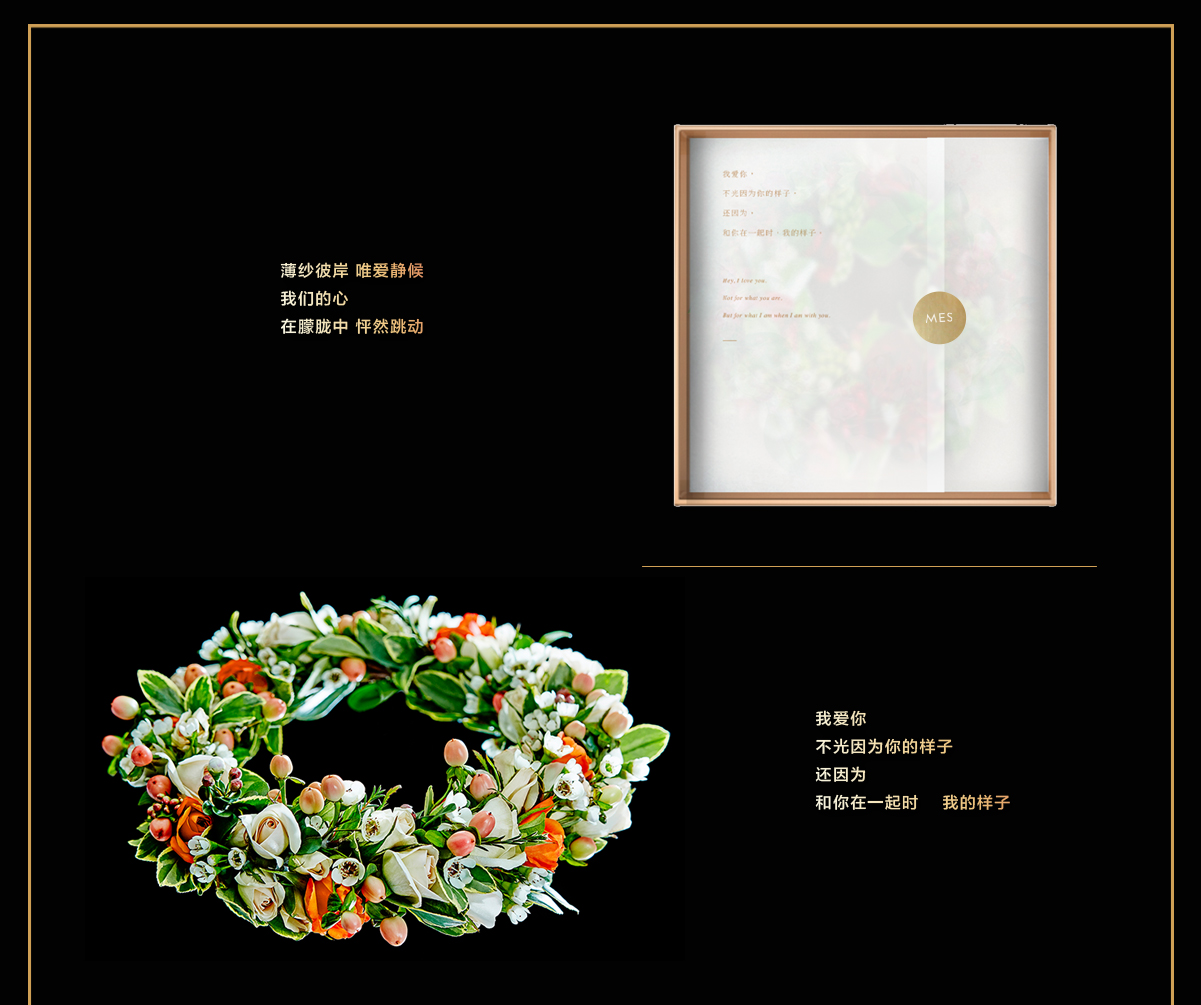 薄纱彼岸 唯爱静候
我们的心
在朦胧中 怦然跳动
我爱你，
不光因为你的样子，
还因为，
和你在一起时，我的样子。
Hey, I love you.
Not for what you are,
But for what I am when I am with you.
MES
我爱你
不光因为你的样子
还因为
和你在一起时 我的样子